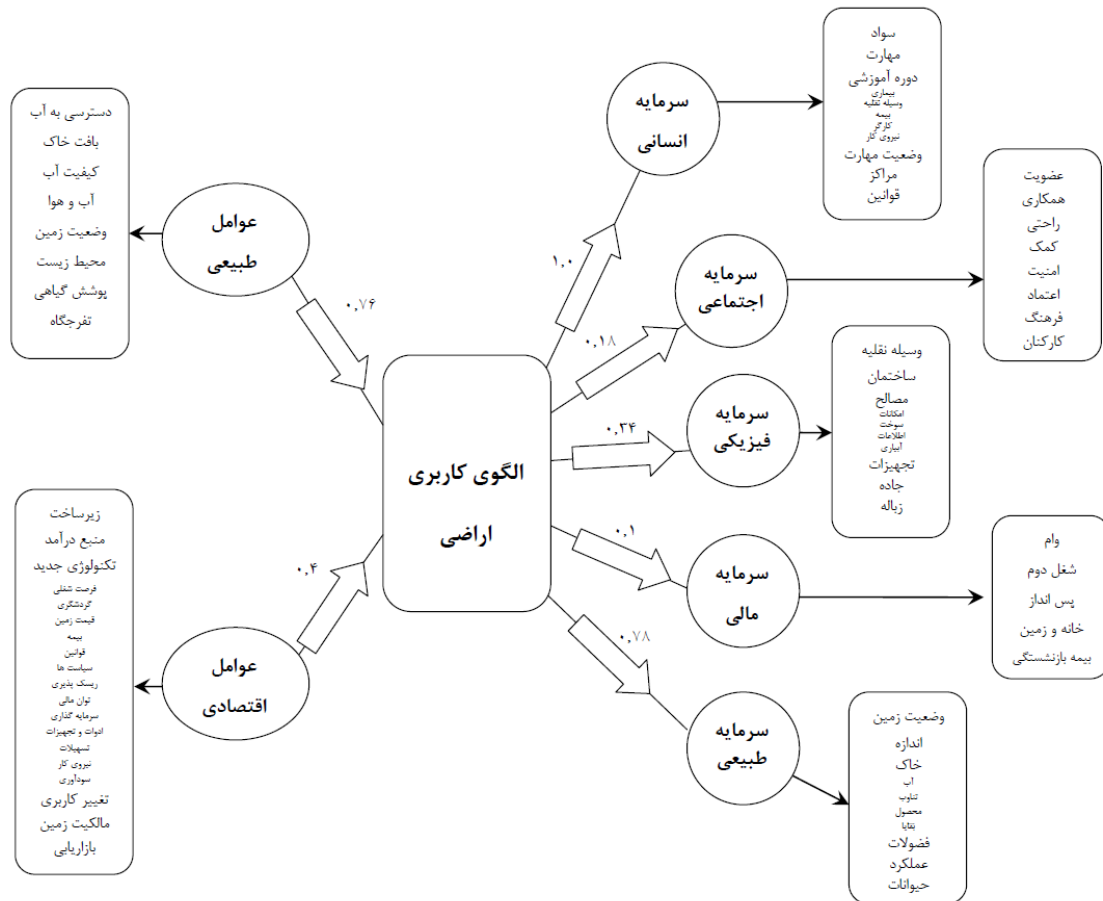 سرمایه
انسانی
سواد
مهارت
دوره آموزشی
بیماری
وسیله نقلیه
بیمه
کارگر
نیروی کار
وضعیت مهارت
مراکز
قوانین
۱,۰
سرمایه
اجتماعی
عضویت
همکاری
راحتی
کمک
امنیت
اعتماد
فرهنگ
کارکنان
۰,۱۸
سرمایه
فیزیکی
وسیله نقلیه
ساختمان
مصالح
امکانات
سوخت
اطلاعات
آبیاری
تجهیزات
جاده
زباله
۰,۳۴
سرمایه
مالی
وام
شغل دوم
پس انداز
خانه و زمین
بیمه بازنشستگی
۰,۱
سرمایه
طبیعی
وضعیت زمین
اندازه
خاک
آب
تناوب
محصول
بقایا
فضولات
عملکرد
حیوانات
۰,۷۸
الگوی کاربری
اراضی
عوامل
طبیعی
دسترسی به آب
بافت خاک
کیفیت آب
آب و هوا
وضعیت زمین
محیط زیست
پوشش گیاهی
تفرجگاه
۰,۷۶
عوامل
اقتصادی
زیرساخت
منبع درآمد
تکنولوژی جدید
فرصت شغلی
گردشگری
قیمت زمین
بیمه
قوانین
سیاست ها
ریسک پذیری
توان مالی
سرمایه گذاری
ادوات و تجهیزات
تسهیلات
نیروی کار
سودآوری
تغییر کاربری
مالکیت زمین
بازاریابی
۰,۴